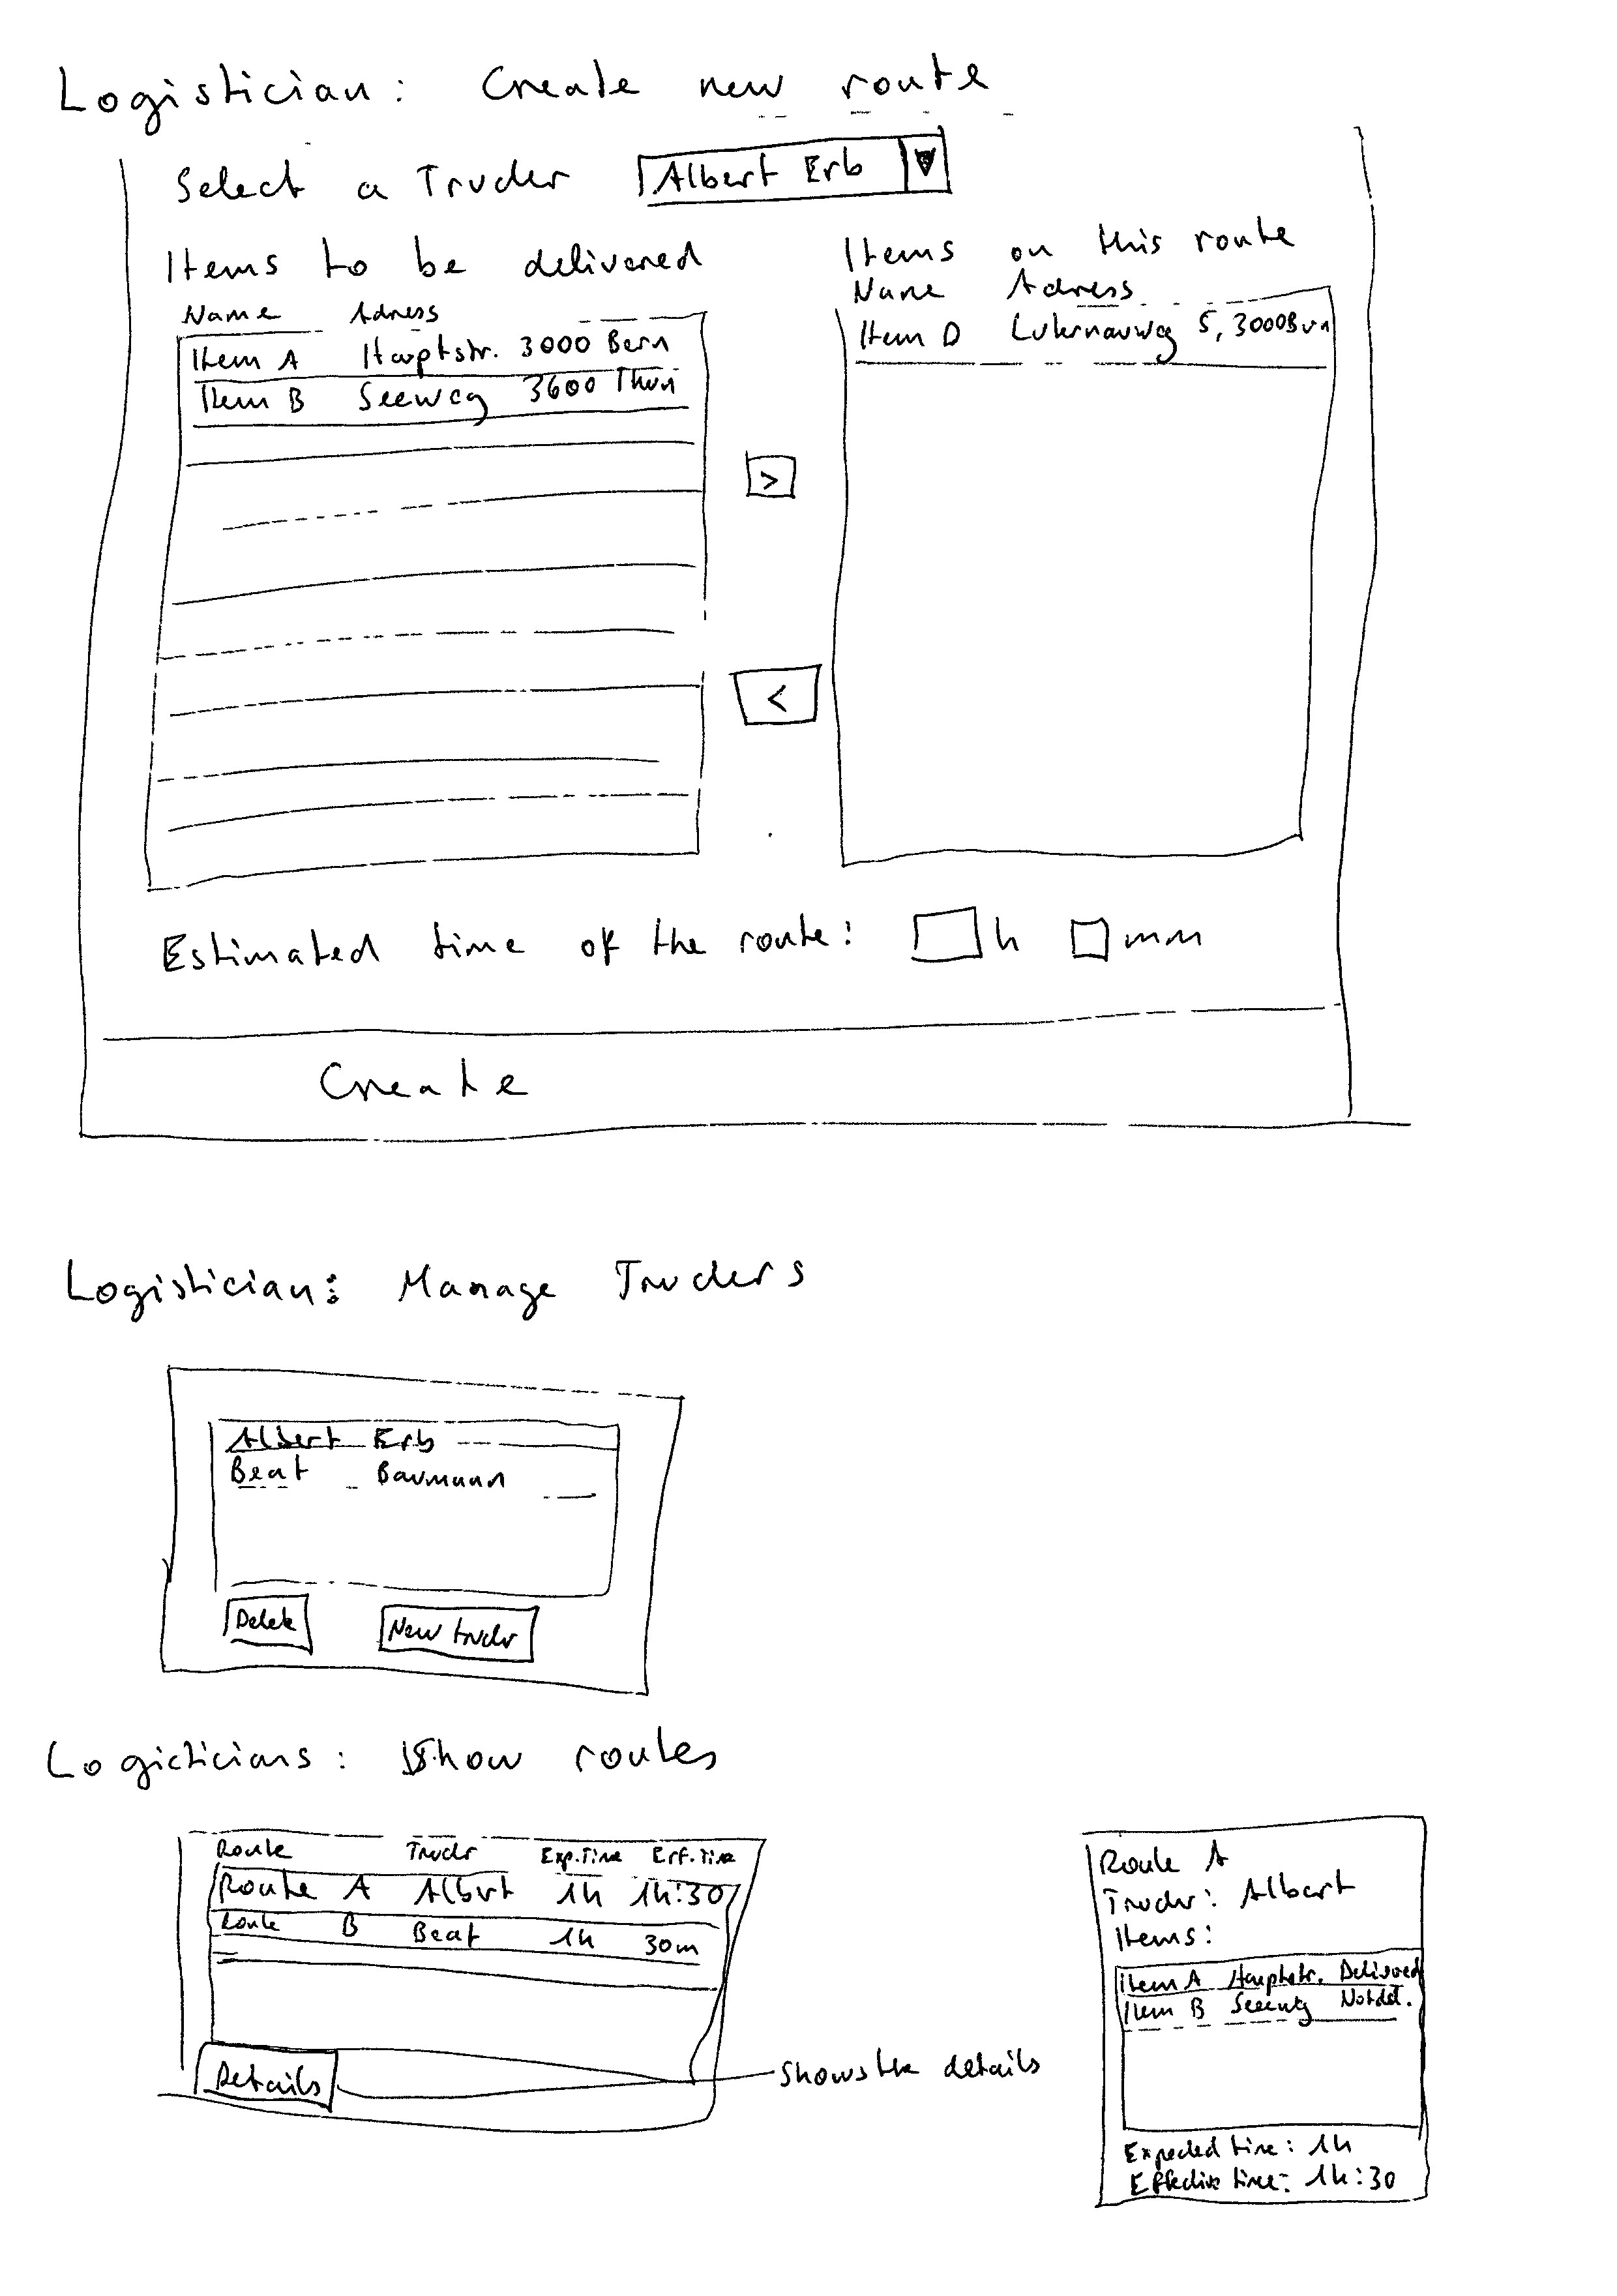 Logistician: Create new route
Select a Trucker Albert Erb
Items to be delivered
Name Adress
Item A Hauptstr. 3000 Bern
Item B Seeweg 3600 Thun
>
<
Items on this route
Name Adress
Item D 5, 3000 Bern
Estimated time of the route: h mm
Create
Logistician: Manage Truckers
Albert Erb
Beat Baumann
Delete New trucker
Logicticians: Show routes
Route Trucker Exp. Time Eff. Time
Route A Albert 1h 1h:30
Route B Beat 1h 30m
Details
Shows the details
Route A
Trucker: Albert
Items:
Item A Hauptstr. Delivered
Item B Seeweg Not del.
Expected time: 1h
Effective time: 1h:30